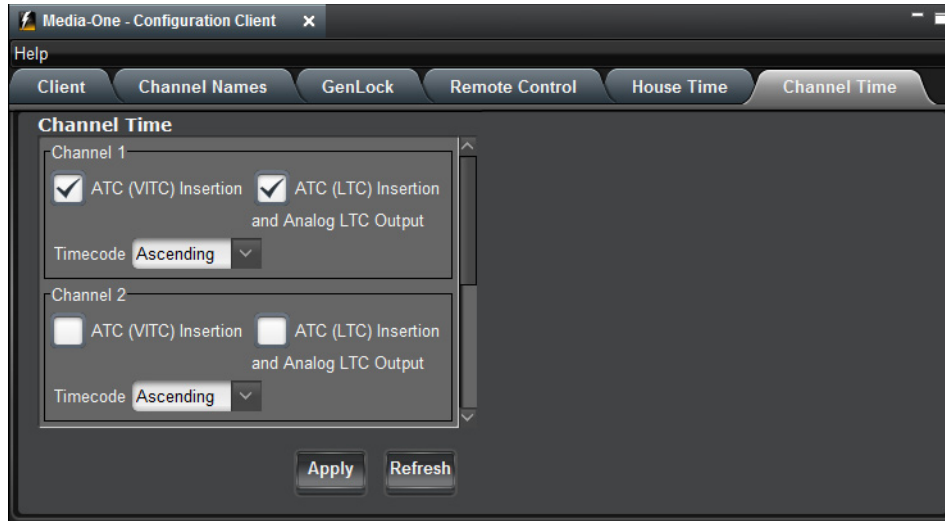 Media-One - Configuration Client
Help
Client Channel Names GenLock Remote Control House Time Channel Time
Channel Time
Channel 1
ATC (VITC) Insertion ATC (LTC) Insertion
and Analog LTC Output
Timecode Ascending
Channel 2
ATC (VITC) Insertion ATC (LTC) Insertion
and Analog LTC Output
Timecode Ascending
Apply Refresh